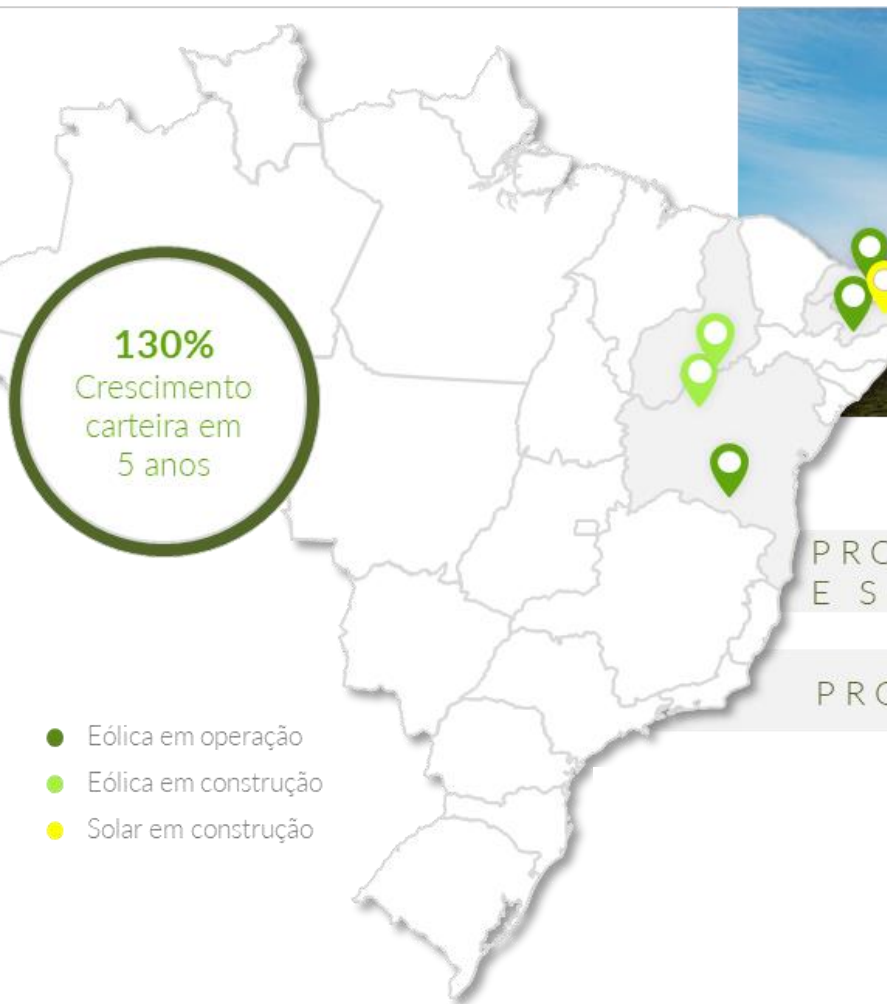 130%
Crescimento
carteira em
5 anos
Eólica em operação
Eólica em construção
Solar em construção